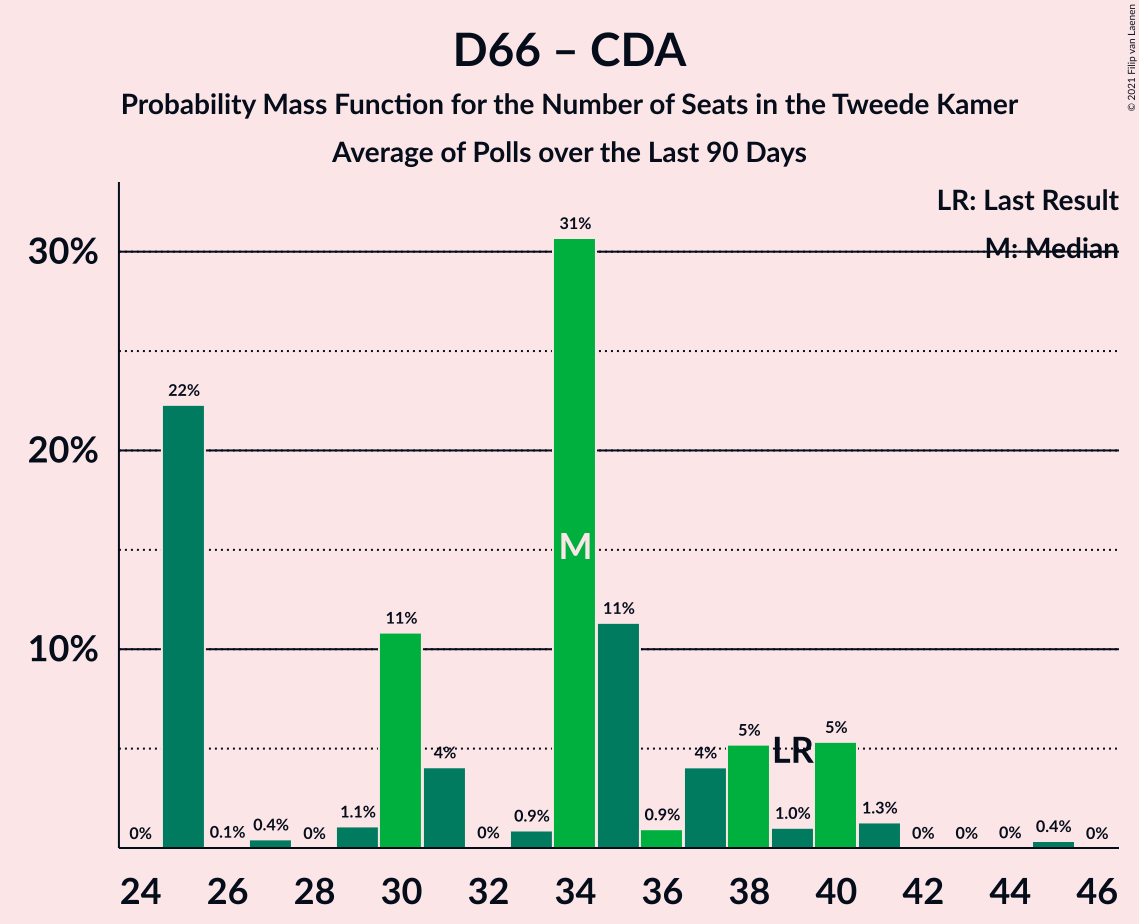 D66 – CDA
Probability Mass Function for the Number of Seats in the Tweede Kamer
Average of Polls over the Last 90 Days
© 2021 Filip van Laenen
LR: Last Result
M: Median
30%
20%
10%
0%
22%
0.1%
0.4%
0%
1.1%
11%
4%
0%
0.9%
31%
M
11%
0.9%
4%
5%
LR
1.0%
5%
1.3%
0%
0%
0%
0.4%
0%
24 26 28 30 32 34 36 38 40 42 44 46